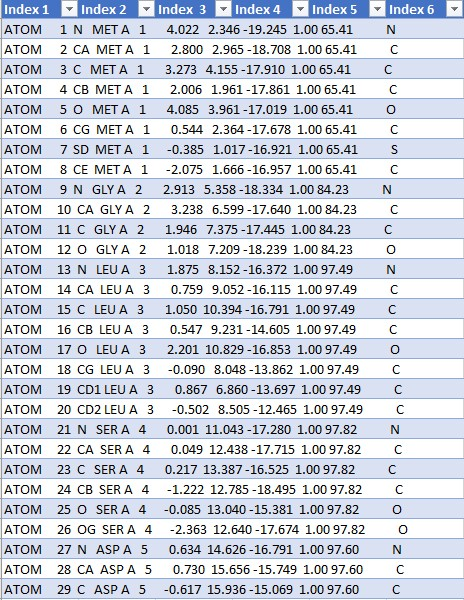 Index 1 Index 2 Index 3 Index 4 Index 5 Index 6
ATOM 1 N MET A 1 4.022 2.346 -19.245 1.00 65.41 N
ATOM 2 CA MET A 1 2.800 2.965 -18.708 1.00 65.41 C
ATOM 3 C MET A 1 3.273 4.155 -17.910 1.00 65.41 C
ATOM 4 CB MET A 1 2.006 1.961 -17.861 1.00 65.41 C
ATOM 5 O MET A 1 4.085 3.961 -17.019 1.00 65.41 O
ATOM 6 CG MET A 1 0.544 2.364 -17.678 1.00 65.41 C
ATOM 7 SD MET A 1 -0.385 1.017 -16.921 1.00 65.41 S
ATOM 8 CE MET A 1 -2.075 1.666 -16.957 1.00 65.41 C
ATOM 9 N GLY A 2 2.913 5.358 -18.334 1.00 84.23 N
ATOM 10 CA GLY A 2 3.238 6.599 -17.640 1.00 84.23 C
ATOM 11 C GLY A 2 1.946 7.375 -17.445 1.00 84.23 C
ATOM 12 O GLY A 2 1.018 7.209 -18.239 1.00 84.23 O
ATOM 13 N LEU A 3 1.875 8.152 -16.372 1.00 97.49 N
ATOM 14 CA LEU A 3 0.759 9.052 -16.115 1.00 97.49 C
ATOM 15 C LEU A 3 1.050 10.394 -16.791 1.00 97.49 C
ATOM 16 CB LEU A 3 0.547 9.231 -14.605 1.00 97.49 C
ATOM 17 O LEU A 3 2.201 10.829 -16.853 1.00 97.49 O
ATOM 18 CG LEU A 3 -0.090 8.048 -13.862 1.00 97.49 C
ATOM 19 CD1 LEU A 3 0.867 6.860 -13.697 1.00 97.49 C
ATOM 20 CD2 LEU A 3 -0.502 8.505 -12.465 1.00 97.49 C
ATOM 21 N SER A 4 0.001 11.043 -17.280 1.00 97.82 N
ATOM 22 CA SER A 4 0.049 12.438 -17.715 1.00 97.82 C
ATOM 23 C SER A 4 0.217 13.387 -16.525 1.00 97.82 C
ATOM 24 CB SER A 4 -1.222 12.785 -18.495 1.00 97.82 C
ATOM 25 O SER A 4 -0.085 13.040 -15.381 1.00 97.82 O
ATOM 26 OG SER A 4 -2.363 12.640 -17.674 1.00 97.82 O
ATOM 27 N ASP A 5 0.634 14.626 -16.791 1.00 97.60 N
ATOM 28 CA ASP A 5 0.730 15.656 -15.749 1.00 97.60 C
ATOM 29 C ASP A 5 -0.617 15.936 -15.069 1.00 97.60 C